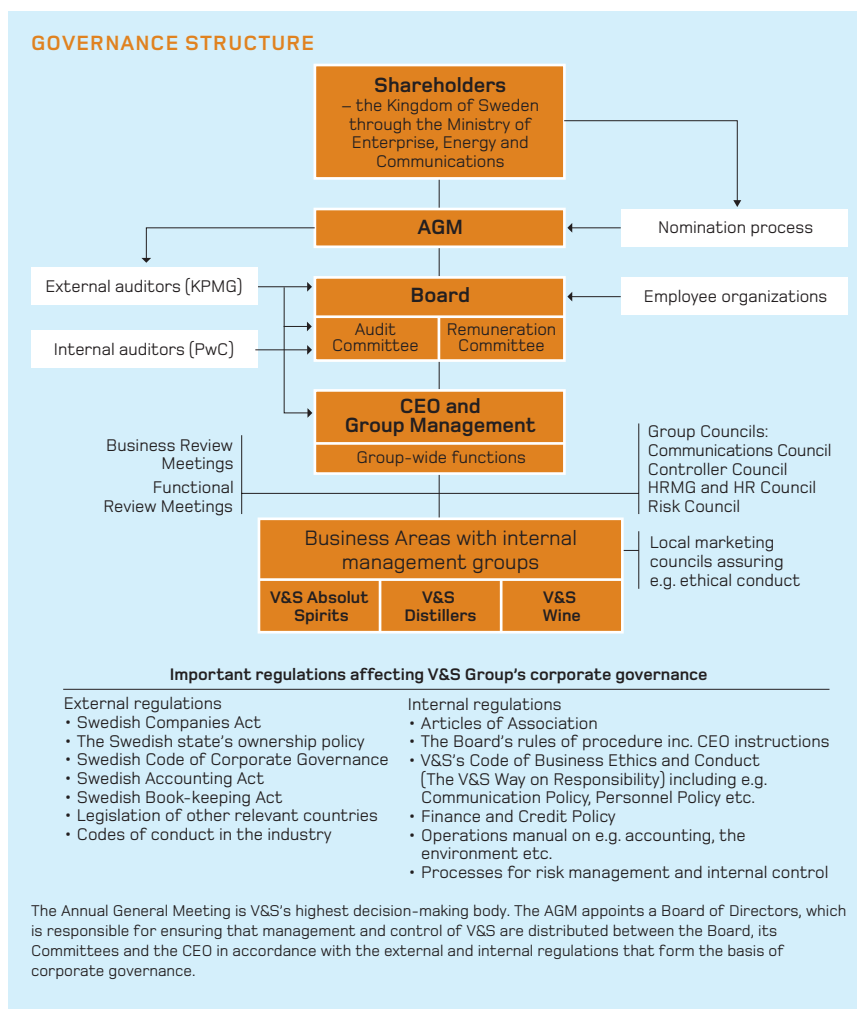 GOVERNANCE STRUCTURE
Shareholders
– the Kingdom of Sweden
through the Ministry of
Enterprise, Energy and
Communications
AGM
Nomination process
External auditors (KPMG)
Board
Employee organizations
Audit
Committee
Remuneration
Committee
Internal auditors (PwC)
CEO and
Group Management
Group-wide functions
Business Review
Meetings
Functional
Review Meetings
Group Councils:
Communications Council
Controller Council
HRMG and HR Council
Risk Council
Business Areas with internal
management groups
Local marketing
councils assuring
e.g. ethical conduct
V&S Absolut
Spirits
V&S
Distillers
V&S
Wine
Important regulations affecting V&S Group's corporate governance
External regulations
• Swedish Companies Act
• The Swedish state's ownership policy
• Swedish Code of Corporate Governance
• Swedish Accounting Act
• Swedish Book-keeping Act
• Legislation of other relevant countries
• Codes of conduct in the industry
Internal regulations
• Articles of Association
• The Board's rules of procedure inc. CEO instructions
• V&S's Code of Business Ethics and Conduct
(The V&S Way on Responsibility) including e.g.
Communication Policy, Personnel Policy etc.
• Finance and Credit Policy
• Operations manual on e.g. accounting, the
environment etc.
• Processes for risk management and internal control
The Annual General Meeting is V&S's highest decision-making body. The AGM appoints a Board of Directors, which
is responsible for ensuring that management and control of V&S are distributed between the Board, its
Committees and the CEO in accordance with the external and internal regulations that form the basis of
corporate governance.